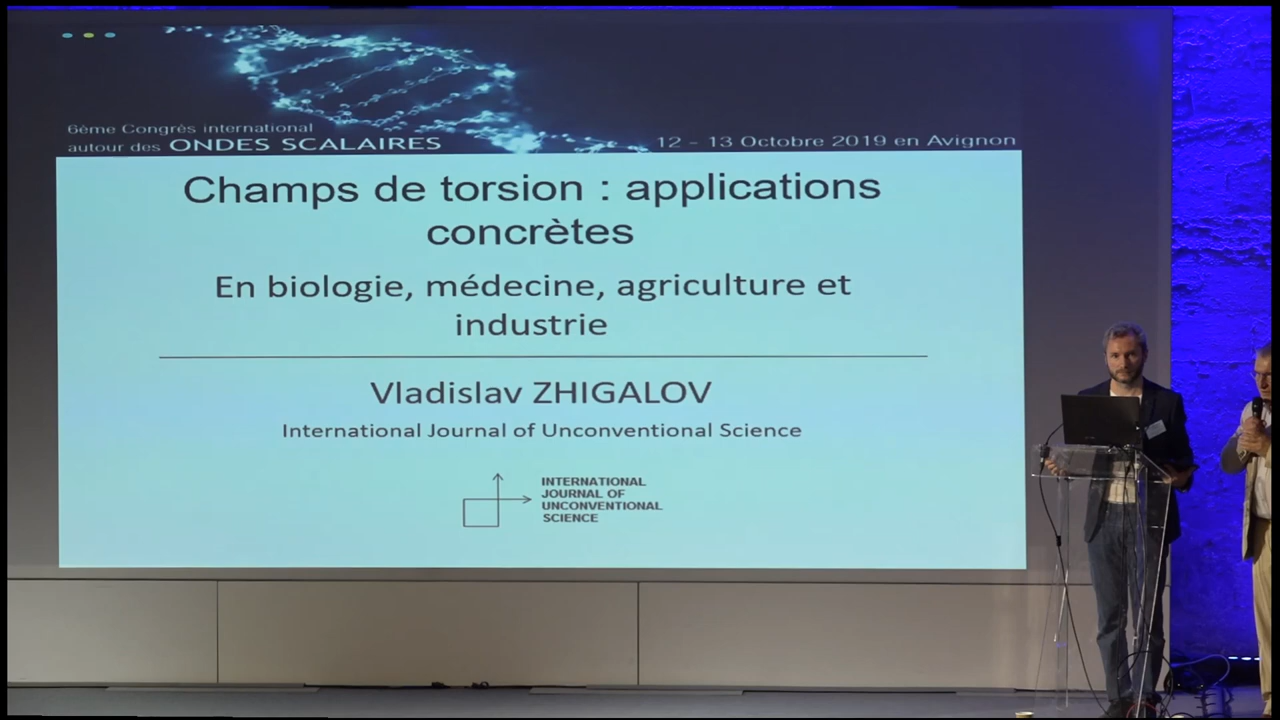 6ème Congrès international
autour des ONDES SCALAIRES
12 - 13 Octobre 2019 en Avignon
Champs de torsion : applications
concrètes
En biologie, médecine, agriculture et
industrie
Vladislav ZHIGALOV
International Journal of Unconventional Science
INTERNATIONAL
JOURNAL OF
UNCONVENTIONAL
SCIENCE